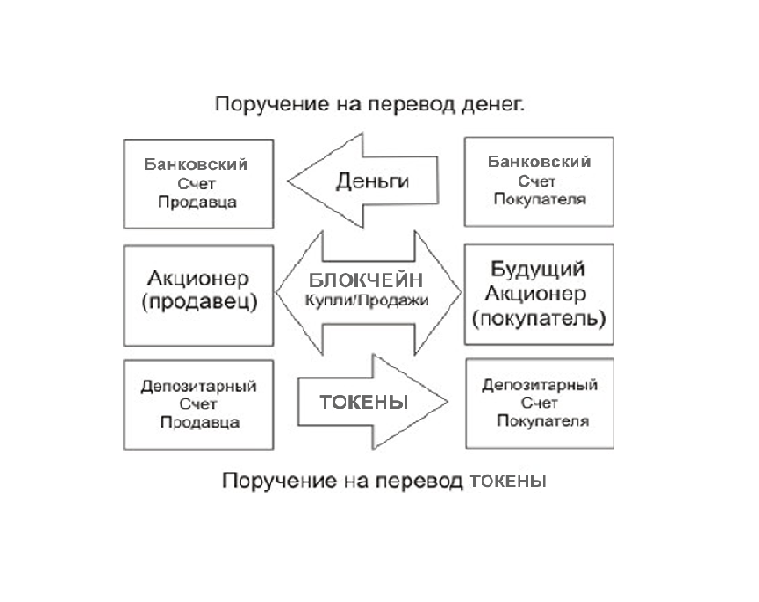 Поручение на перевод денег.
Банковский
Счет
Продавца
Деньги
Банковский
Счет
Покупателя
Акционер
(продавец)
БЛОКЧЕЙН
Купли/Продажи
Будущий
Акционер
(покупатель)
Депозитарный
Счет
Продавца
ТОКЕНЫ
Депозитарный
Счет
Покупателя
Поручение на перевод ТОКЕНЫ